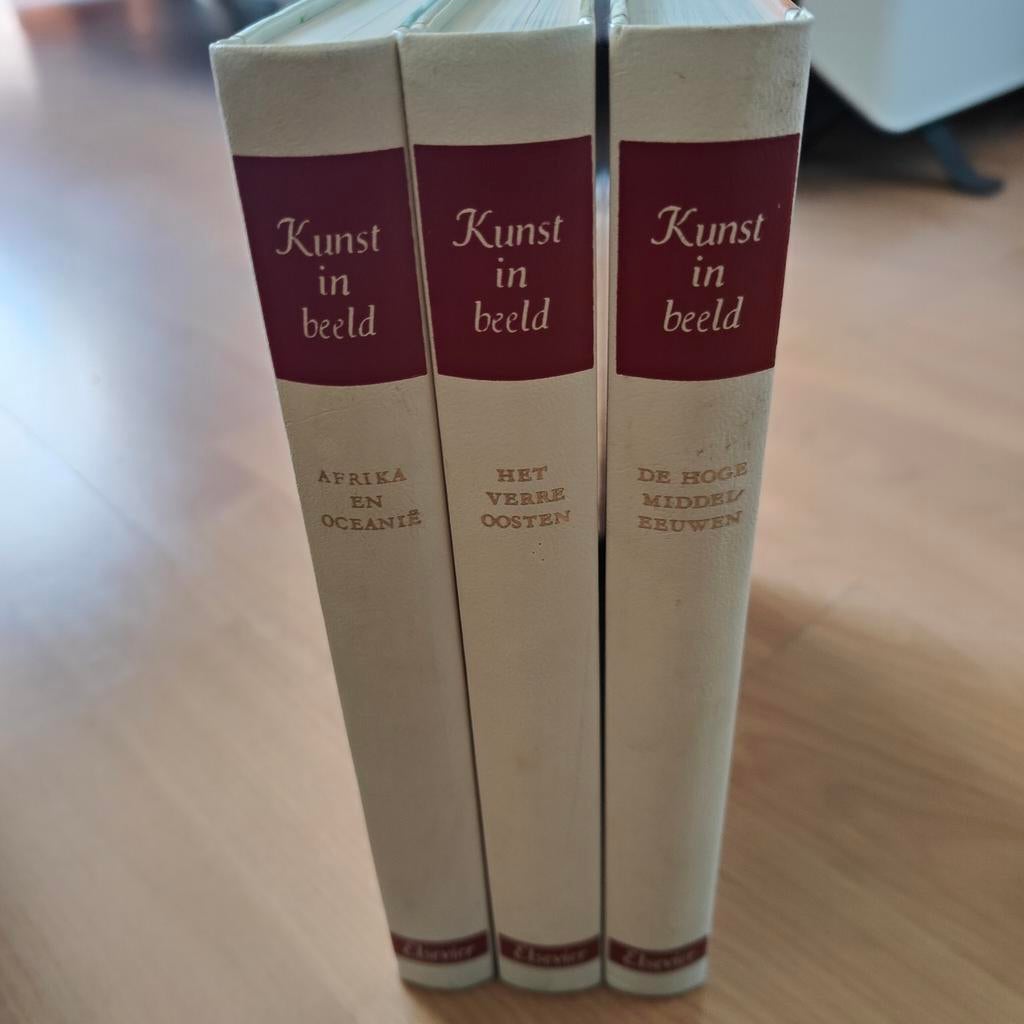 Kunst
in
beeld
AFRIKA
EN
OCEANIË
Elsevier
Kunst
in
beeld
HET
VERRE
OOSTEN
Elsevier
Kunst
in
beeld
DE HOGE
MIDDEL/
EEUWEN
Elsevier